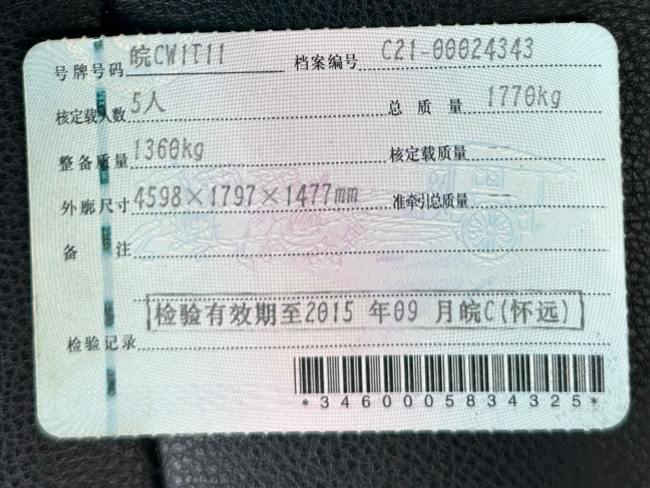 号牌号码 皖CW1T11 档案编号 C21-00024343
核定载人数 5人 总质量 1770kg
整备质量 1360kg 核定载质量
外廓尺寸 4598×1797×1477mm 准牵引总质量 ---
备注
检验有效期至2015 年09 月皖C(怀远)
检验记录
*3460005834325*